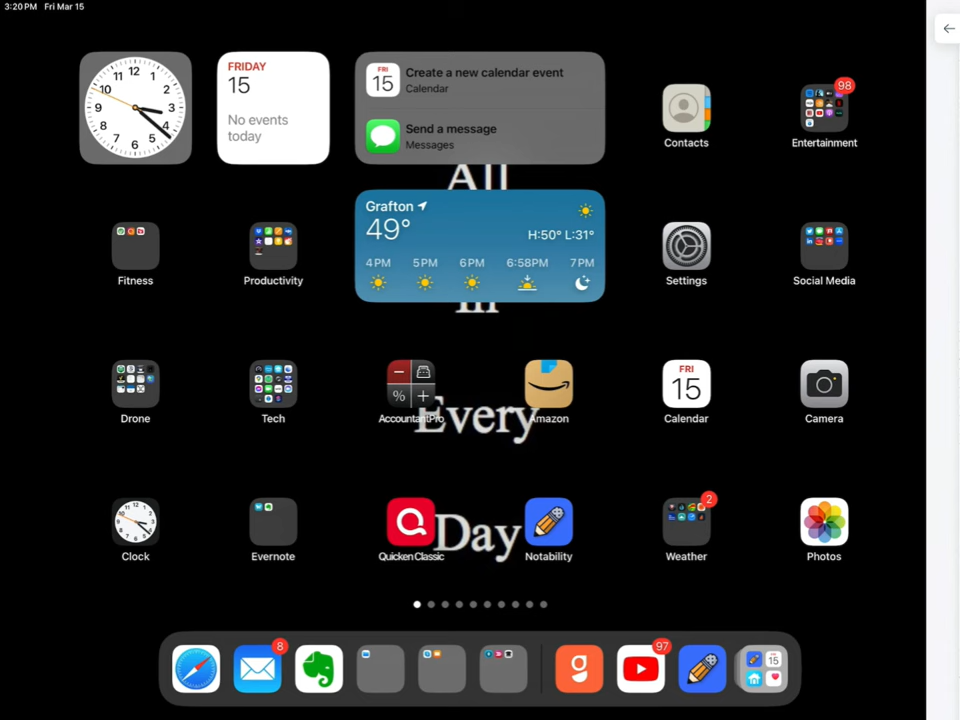 3:20 PM Fri Mar 15
12
11
1
10
2
9
3
8
4
7
5
6
FRIDAY
15
No events
today
FRI
15
Create a new calendar event
Calendar
Send a message
Messages
Contacts
98
Entertainment
All
Fitness
Productivity
Grafton
49°
H:50° L:31°
4PM 5PM 6PM 6:58PM 7PM
Settings
Social Media
In
Drone
Tech
% +
AccountantPro
Amazon
FRI
15
Calendar
Camera
Every
Clock
Evernote
Quicken Classic
Notability
2
Weather
Photos
Day
8
97
15